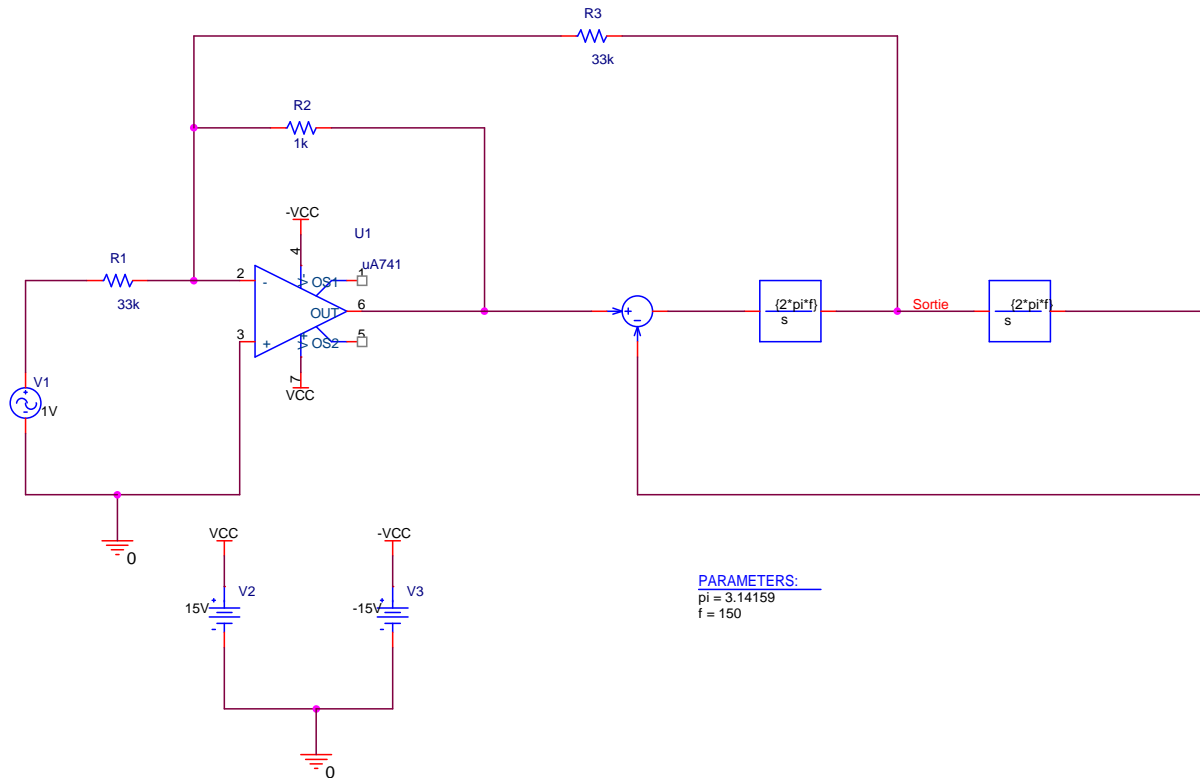 R3
33k
R2
1k
-VCC
U1
4
uA741
R1
33k
2
-
V-
OS1
1
OUT
6
3
+
V+
OS2
5
7
VCC
+
-
{2*pi*f}
s
Sortie
{2*pi*f}
s
V1
+
-
1V
0
VCC
-VCC
V2
+
15V
-
V3
+
-15V
-
0
PARAMETERS:
pi = 3.14159
f = 150